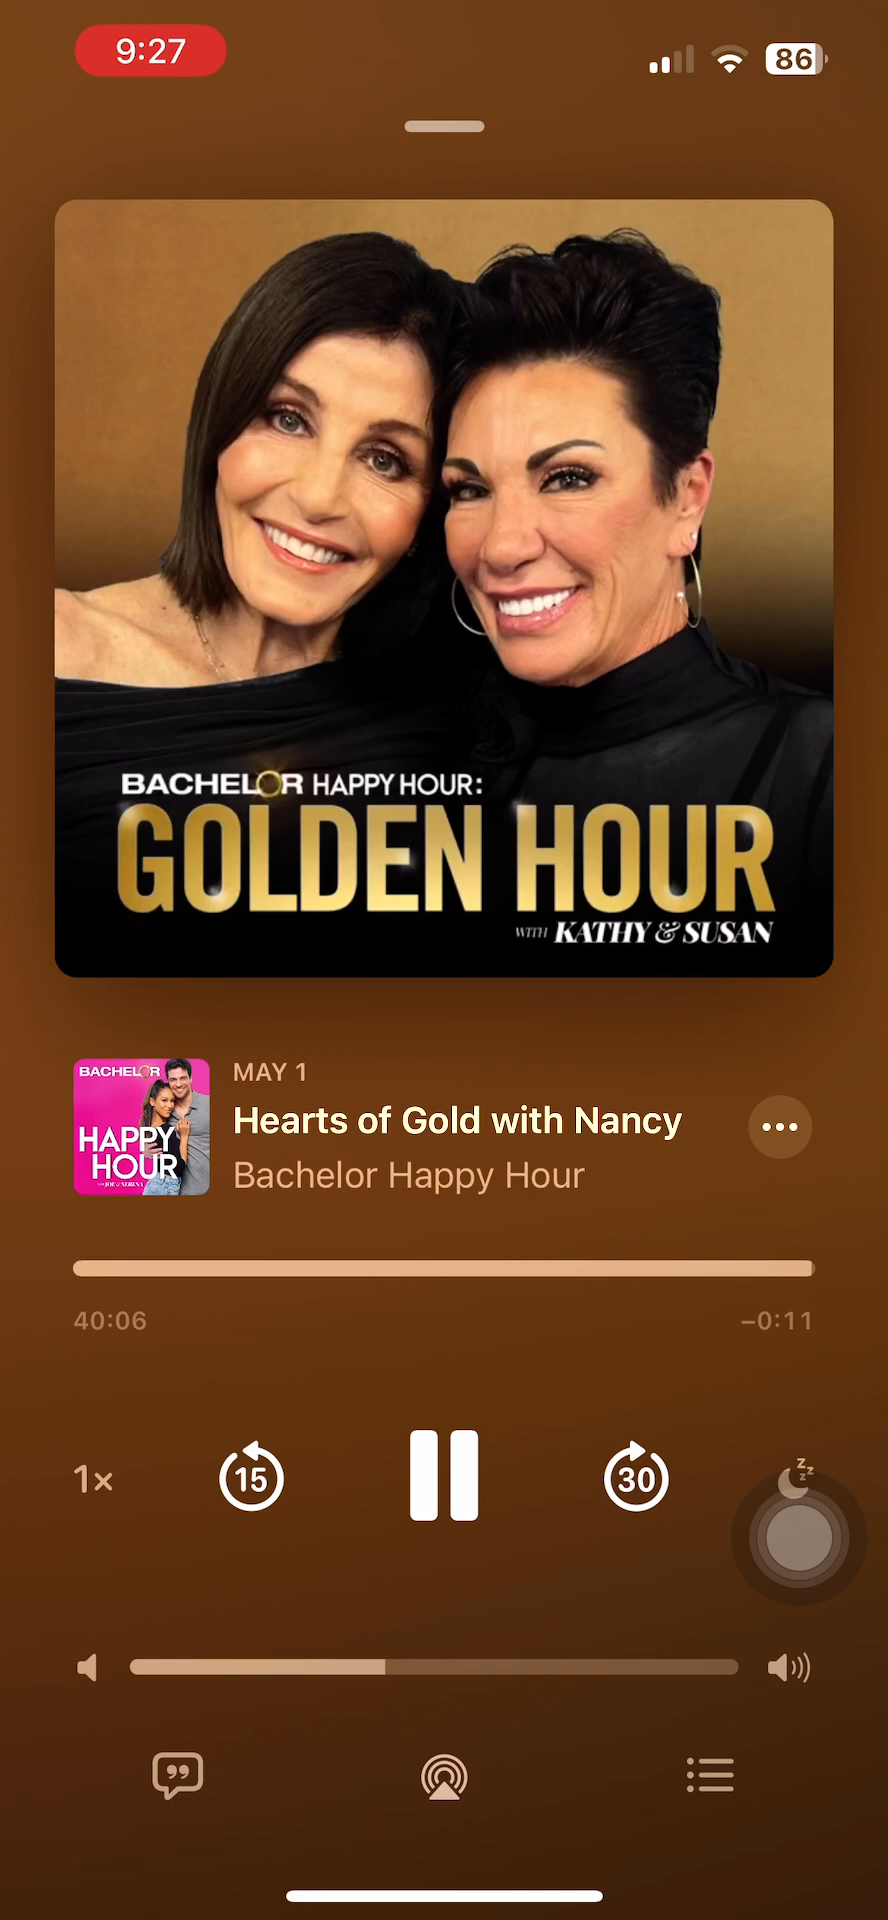 9:27
86
BACHELOR HAPPY HOUR:
GOLDEN HOUR
WITH KATHY & SUSAN
BACHELOR
HAPPY
HOUR
MAY 1
Hearts of Gold with Nancy
Bachelor Happy Hour
40:06
−0:11
1×
15
30
zzz